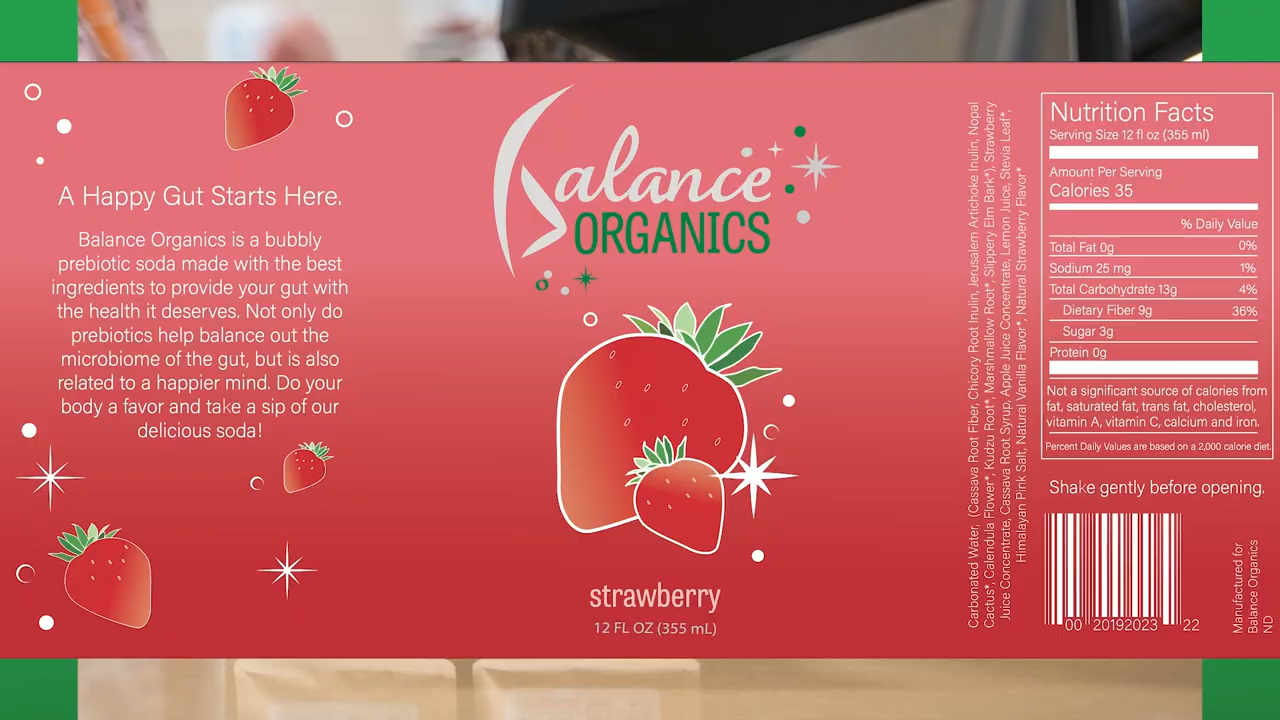 A Happy Gut Starts Here.
Balance Organics is a bubbly
prebiotic soda made with the best
ingredients to provide your gut with
the health it deserves. Not only do
prebiotics help balance out the
microbiome of the gut, but is also
related to a happier mind. Do your
body a favor and take a sip of our
delicious soda!
Balance
ORGANICS
strawberry
12 FL OZ (355 mL)
Carbonated Water, (Cassava Root Fiber, Chicory Root Inulin, Jerusalem Artichoke Inulin, Nopal
Cactus*, Calendula Flower*, Kudzu Root*, Marshmallow Root*, Slippery Elm Bark*), Strawberry
Juice Concentrate, Cassava Root Syrup, Apple Juice Concentrate, Lemon Juice, Stevia Leaf*,
Himalayan Pink Salt, Natural Vanilla Flavor*, Natural Strawberry Flavor*
Nutrition Facts
Serving Size 12 fl oz (355 ml)
Amount Per Serving
Calories 35
% Daily Value
Total Fat 0g 0%
Sodium 25 mg 1%
Total Carbohydrate 13g 4%
Dietary Fiber 9g 36%
Sugar 3g
Protein 0g
Not a significant source of calories from
fat, saturated fat, trans fat, cholesterol,
vitamin A, vitamin C, calcium and iron.
Percent Daily Values are based on a 2,000 calorie diet.
Shake gently before opening.
00 20192023 22
Manufactured for
Balance Organics
ND